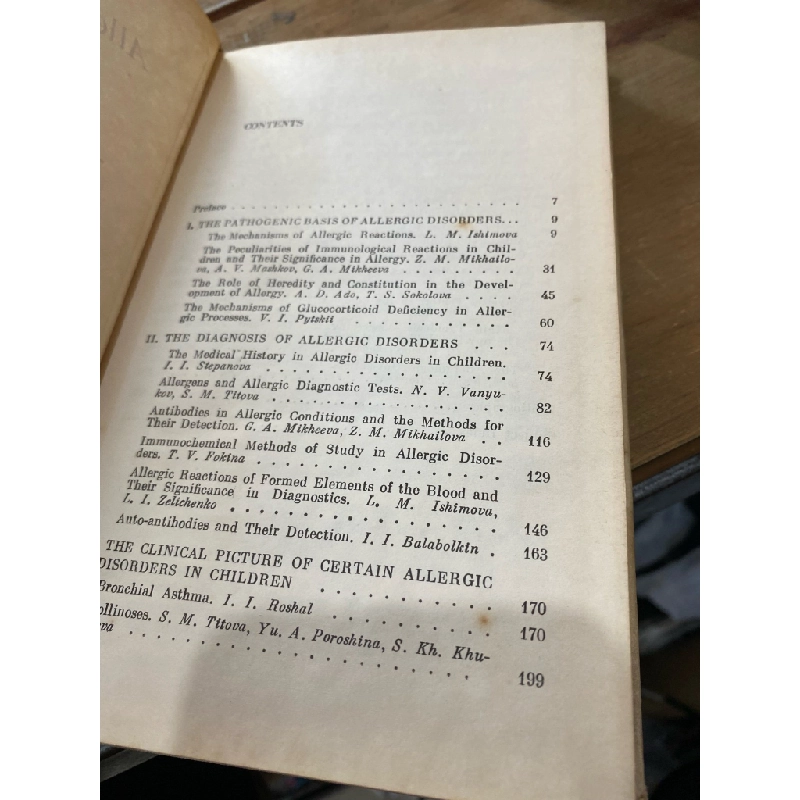 CONTENTS
Preface . . . . . . . . . . . . . . . . . . . . . . . 7
I. THE PATHOGENIC BASIS OF ALLERGIC DISORDERS. . . 9
The Mechanisms of Allergic Reactions. L. M. Ishimova 9
The Peculiarities of Immunological Reactions in Chil-
dren and Their Significance in Allergy. Z. M. Mikhailo-
va, A. V. Mazhkov, G. A. Mikheeva . . . . . . . . . 31
The Role of Heredity and Constitution in the Devel-
opment of Allergy. A. D. Ado, T. S. Sokolova . . . . 45
The Mechanisms of Glucocorticoid Deficiency in Aller-
gic Processes. V. I. Pytskii . . . . . . . . . . . 60
II. THE DIAGNOSIS OF ALLERGIC DISORDERS . . . 74
The Medical History in Allergic Disorders in Children.
I. I. Stepanova . . . . . . . . . . . . . . . . . 74
Allergens and Allergic Diagnostic Tests. N. V. Vanyu-
kov, S. M. Titova . . . . . . . . . . . . . . . . 82
Antibodies in Allergic Conditions and the Methods for
Their Detection. G. A. Mikheeva, Z. M. Mikhailova . . 116
Immunochemical Methods of Study in Allergic Disor-
ders. T. V. Fokina . . . . . . . . . . . . . . . . 129
Allergic Reactions of Formed Elements of the Blood and
Their Significance in Diagnostics. L. M. Ishimova,
L. I. Zelichenko . . . . . . . . . . . . . . . . . 146
Auto-antibodies and Their Detection. I. I. Balabolkin . 163
THE CLINICAL PICTURE OF CERTAIN ALLERGIC
DISORDERS IN CHILDREN . . . . . . . . . . 170
Bronchial Asthma. I. I. Roshal . . . . . . . . . . 170
ollinoses. S. M. Titova, Yu. A. Poroshina, S. Kh. Khu-
ova . . . . . . . . . . . . . . . . . . . . . 199